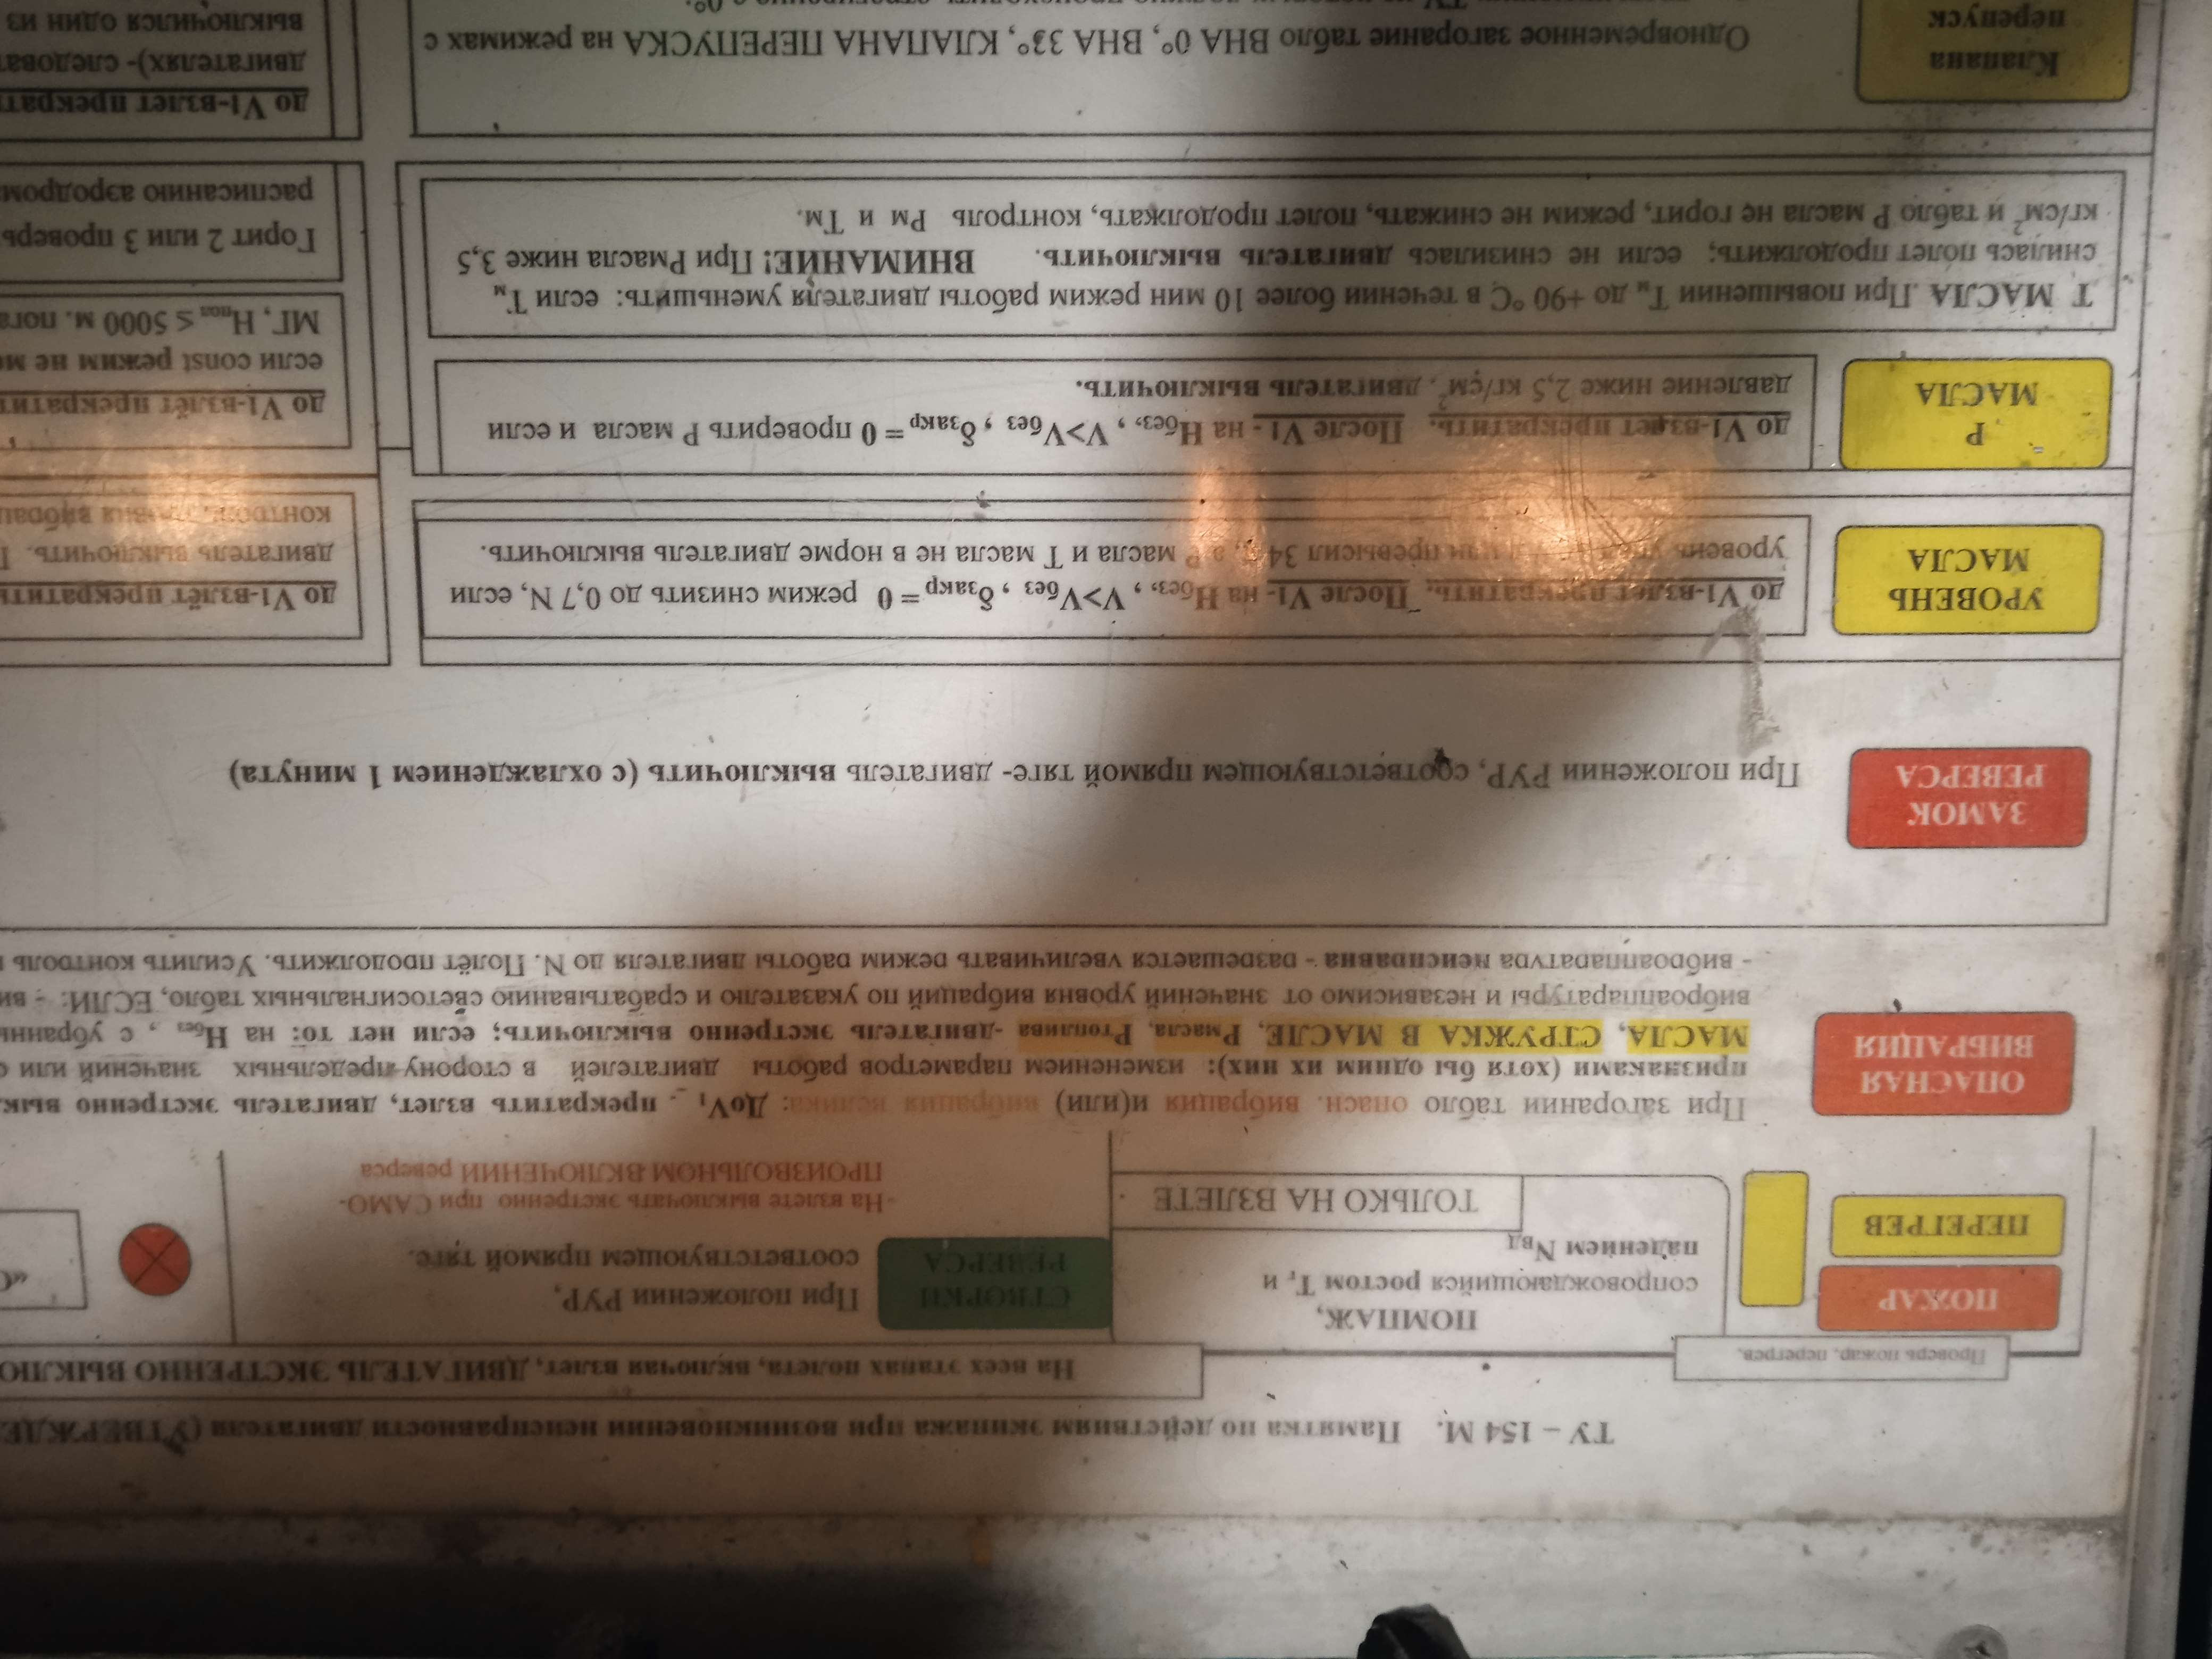 ТУ – 154 М. Памятка по действиям экипажа при возникновении неисправности двигателя (УТВЕРЖДЕ
Проверь пожар, перегрев,
На всех этапах полета, включая взлет, ДВИГАТЕЛЬ ЭКСТРЕННО ВЫКЛЮ
ПОЖАР
ПЕРЕГРЕВ
ПОМПАЖ,
сопровождающийся ростом Тг и
падением NВД
ТОЛЬКО НА ВЗЛЕТЕ
СТВОРКИ
РЕВЕРСА
При положении РУР,
соответствующем прямой тяге.
-На взлете выключать экстренно при САМО-
ПРОИЗВОЛЬНОМ ВКЛЮЧЕНИИ реверса
ОПАСНАЯ
ВИБРАЦИЯ
При загорании табло опасн. вибрация и(или) вибрация велика: ДоV1 . прекратить взлет, двигатель экстренно вык
признаками (хотя бы одним их них): изменением параметров работы двигателей в сторону предельных значений или
МАСЛА, СТРУЖКА В МАСЛЕ, Рмасла, Ртоплива -двигатель экстренно выключить; если нет то: на Нбез , с убранны
виброаппаратуры и независимо от значений уровня вибраций по указателю и срабатыванию светосигнальных табло, ЕСЛИ: - ви
- виброаппаратура неисправна - разрешается увеличивать режим работы двигателя до N. Полёт продолжить. Усилить контроль
ЗАМОК
РЕВЕРСА
При положении РУР, соответствующем прямой тяге- двигатель выключить (с охлаждением 1 минута)
УРОВЕНЬ
МАСЛА
до V1-взлет прекратить. После V1- на Нбез, , V>Vбез , δзакр = 0 режим снизить до 0,7 N, если
уровень превысил 34 а Р масла и Т масла не в норме двигатель выключить.
Р
МАСЛА
до V1-взлет прекратить. После V1 - на Нбез, , V>Vбез , δзакр = 0 проверить Р масла и если
давление ниже 2,5 кг/см², двигатель выключить.
Т МАСЛА .При повышении Тм до +90 °С в течении более 10 мин режим работы двигателя уменьшить: если Тм
снилась полет продолжить; если не снизилась двигатель выключить. ВНИМАНИЕ! При Рмасла ниже 3,5
кг/см² и табло Р масла не горит, режим не снижать, полет продолжать, контроль Рм и Тм.
до V1-взлёт прекратить
двигатель выключить.
вибрац
до V1-взлёт прекратит
если const режим не м
МГ, Нпол ≤ 5000 м. пога
Горит 2 или 3 проверь
расписанию аэродром
Клапана
перепуск
Одновременное загорание табло ВНА 0°, ВНА 33°, КЛАПАНА ПЕРЕПУСКА на режимах с
до V1-взлет прекрат
двигателях)- следова
выключился один из